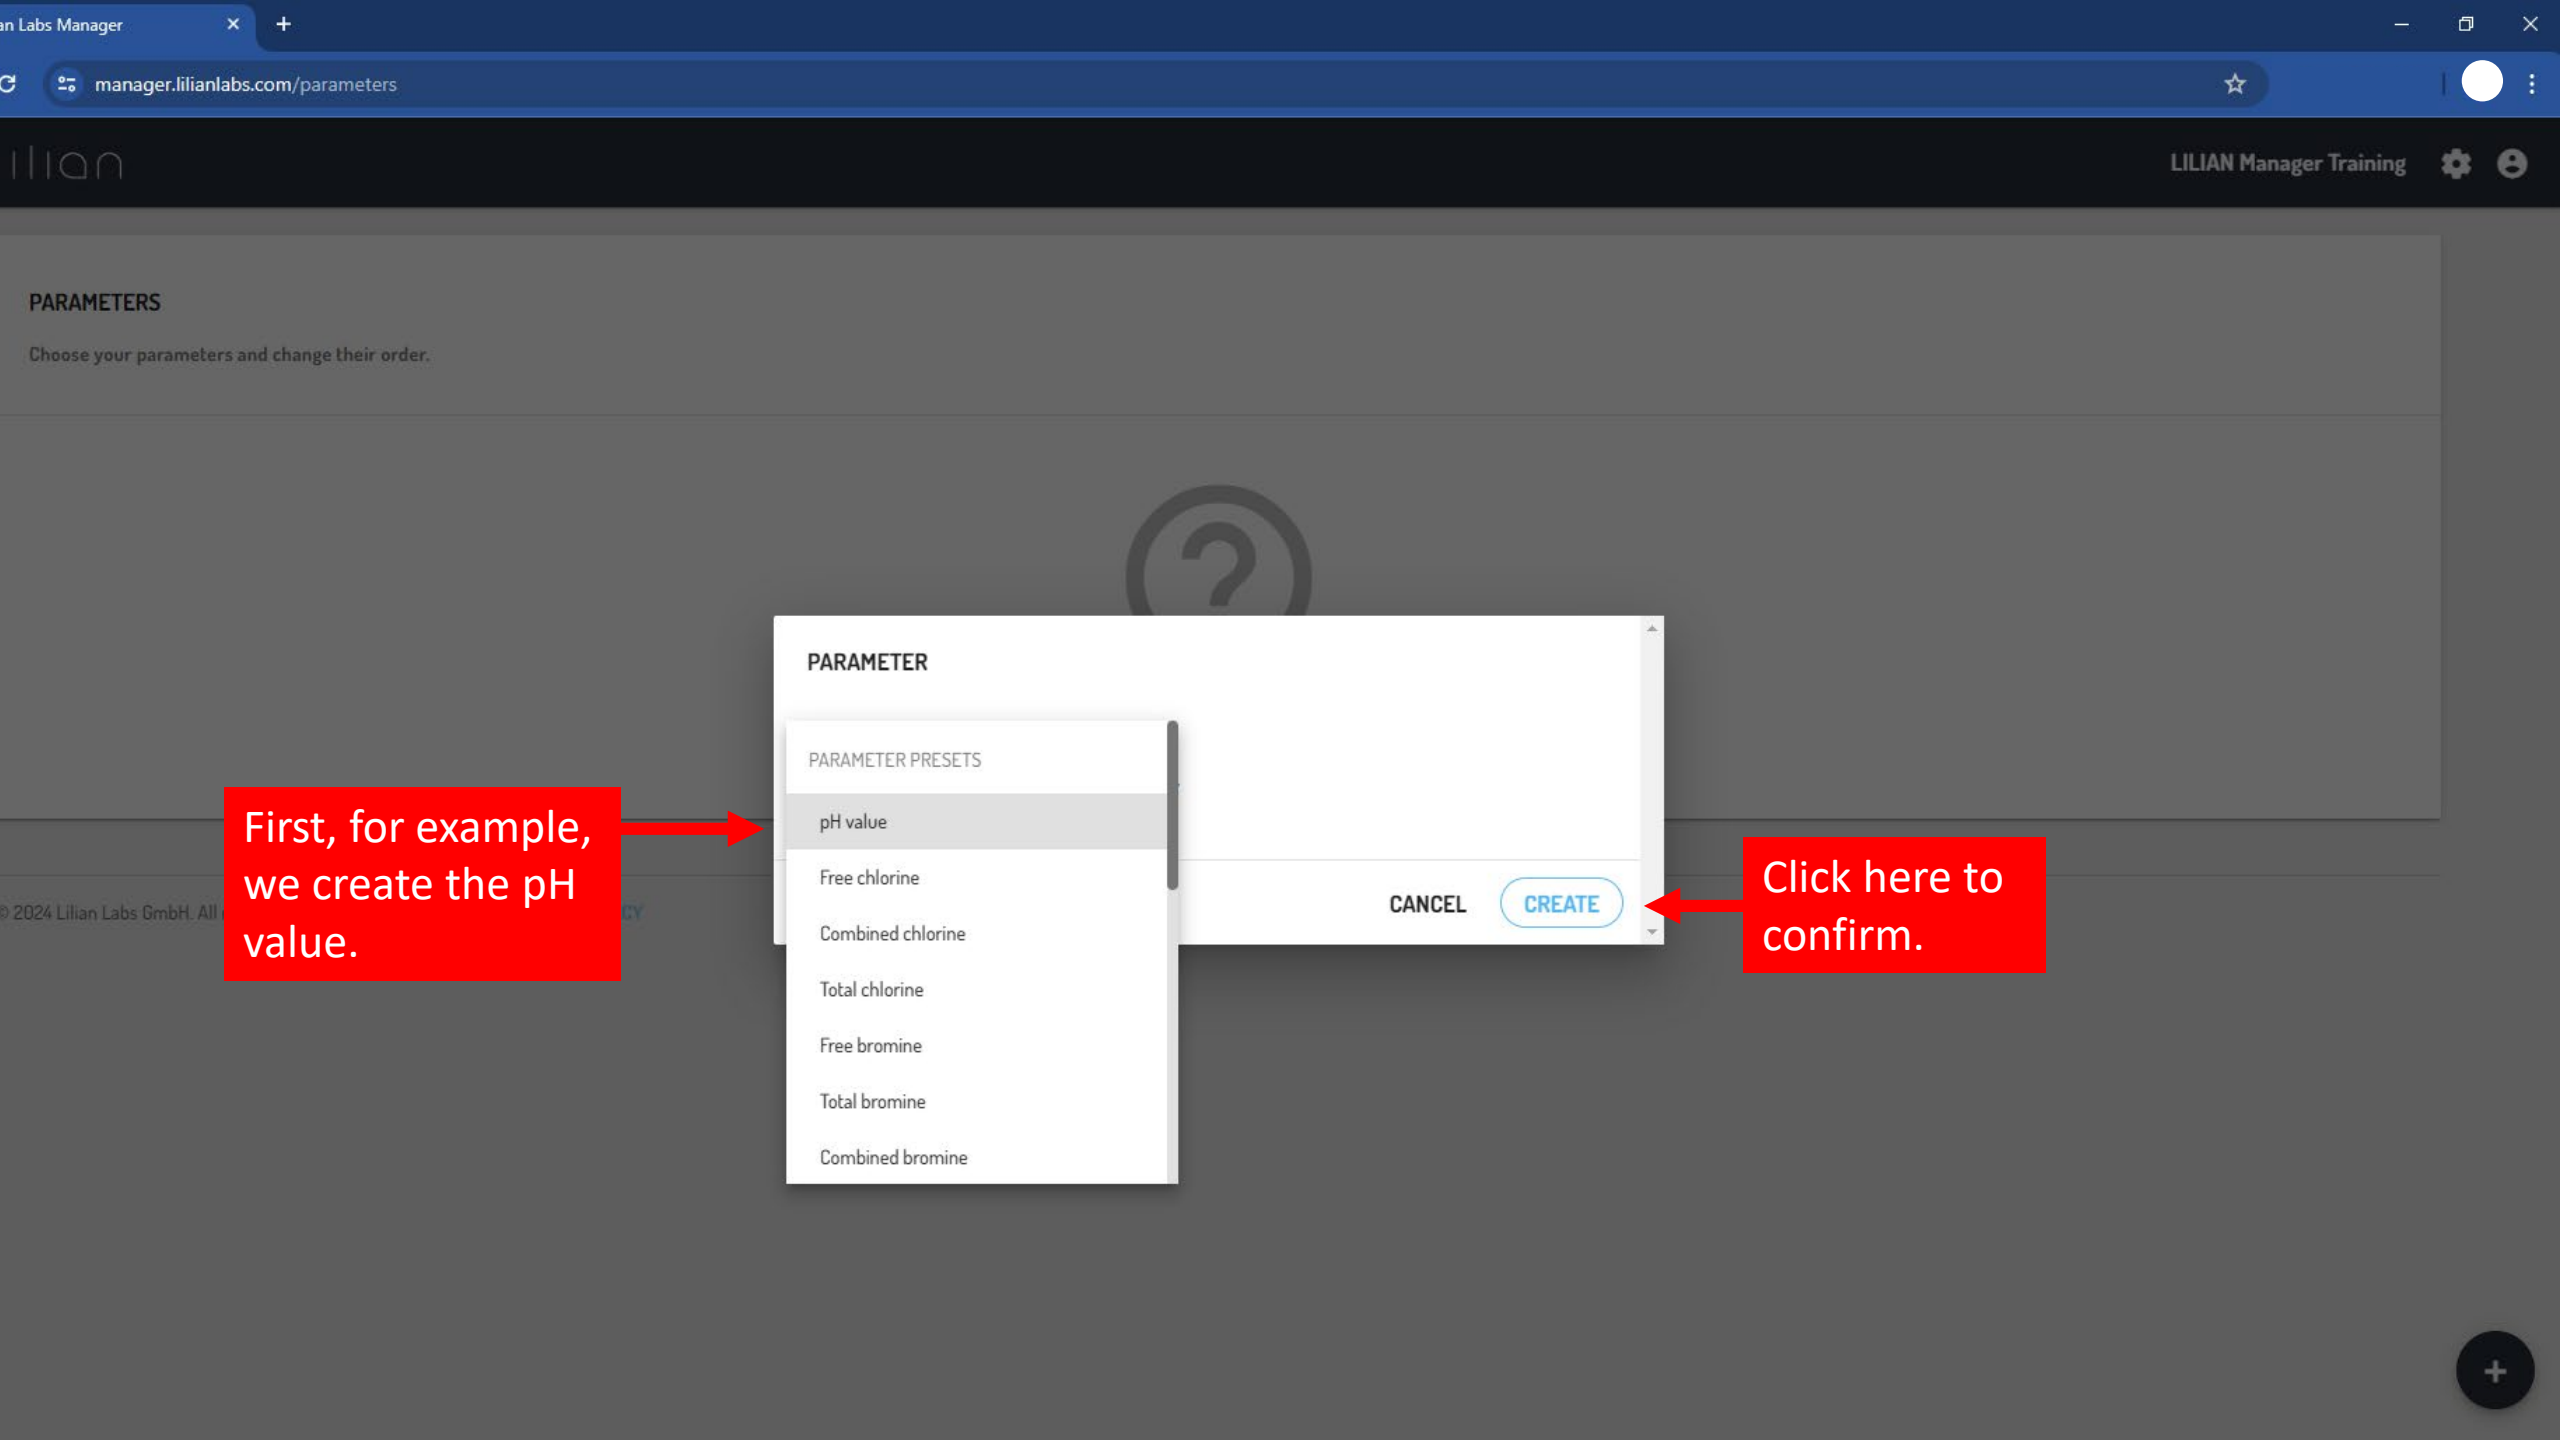 an Labs Manager
manager.lilianlabs.com/parameters
ilian
LILIAN Manager Training
PARAMETERS
Choose your parameters and change their order.
PARAMETER
PARAMETER PRESETS
pH value
Free chlorine
Combined chlorine
Total chlorine
Free bromine
Total bromine
Combined bromine
CANCEL
CREATE
First, for example,
we create the pH
value.
Click here to
confirm.
© 2024 Lilian Labs GmbH. All
CY